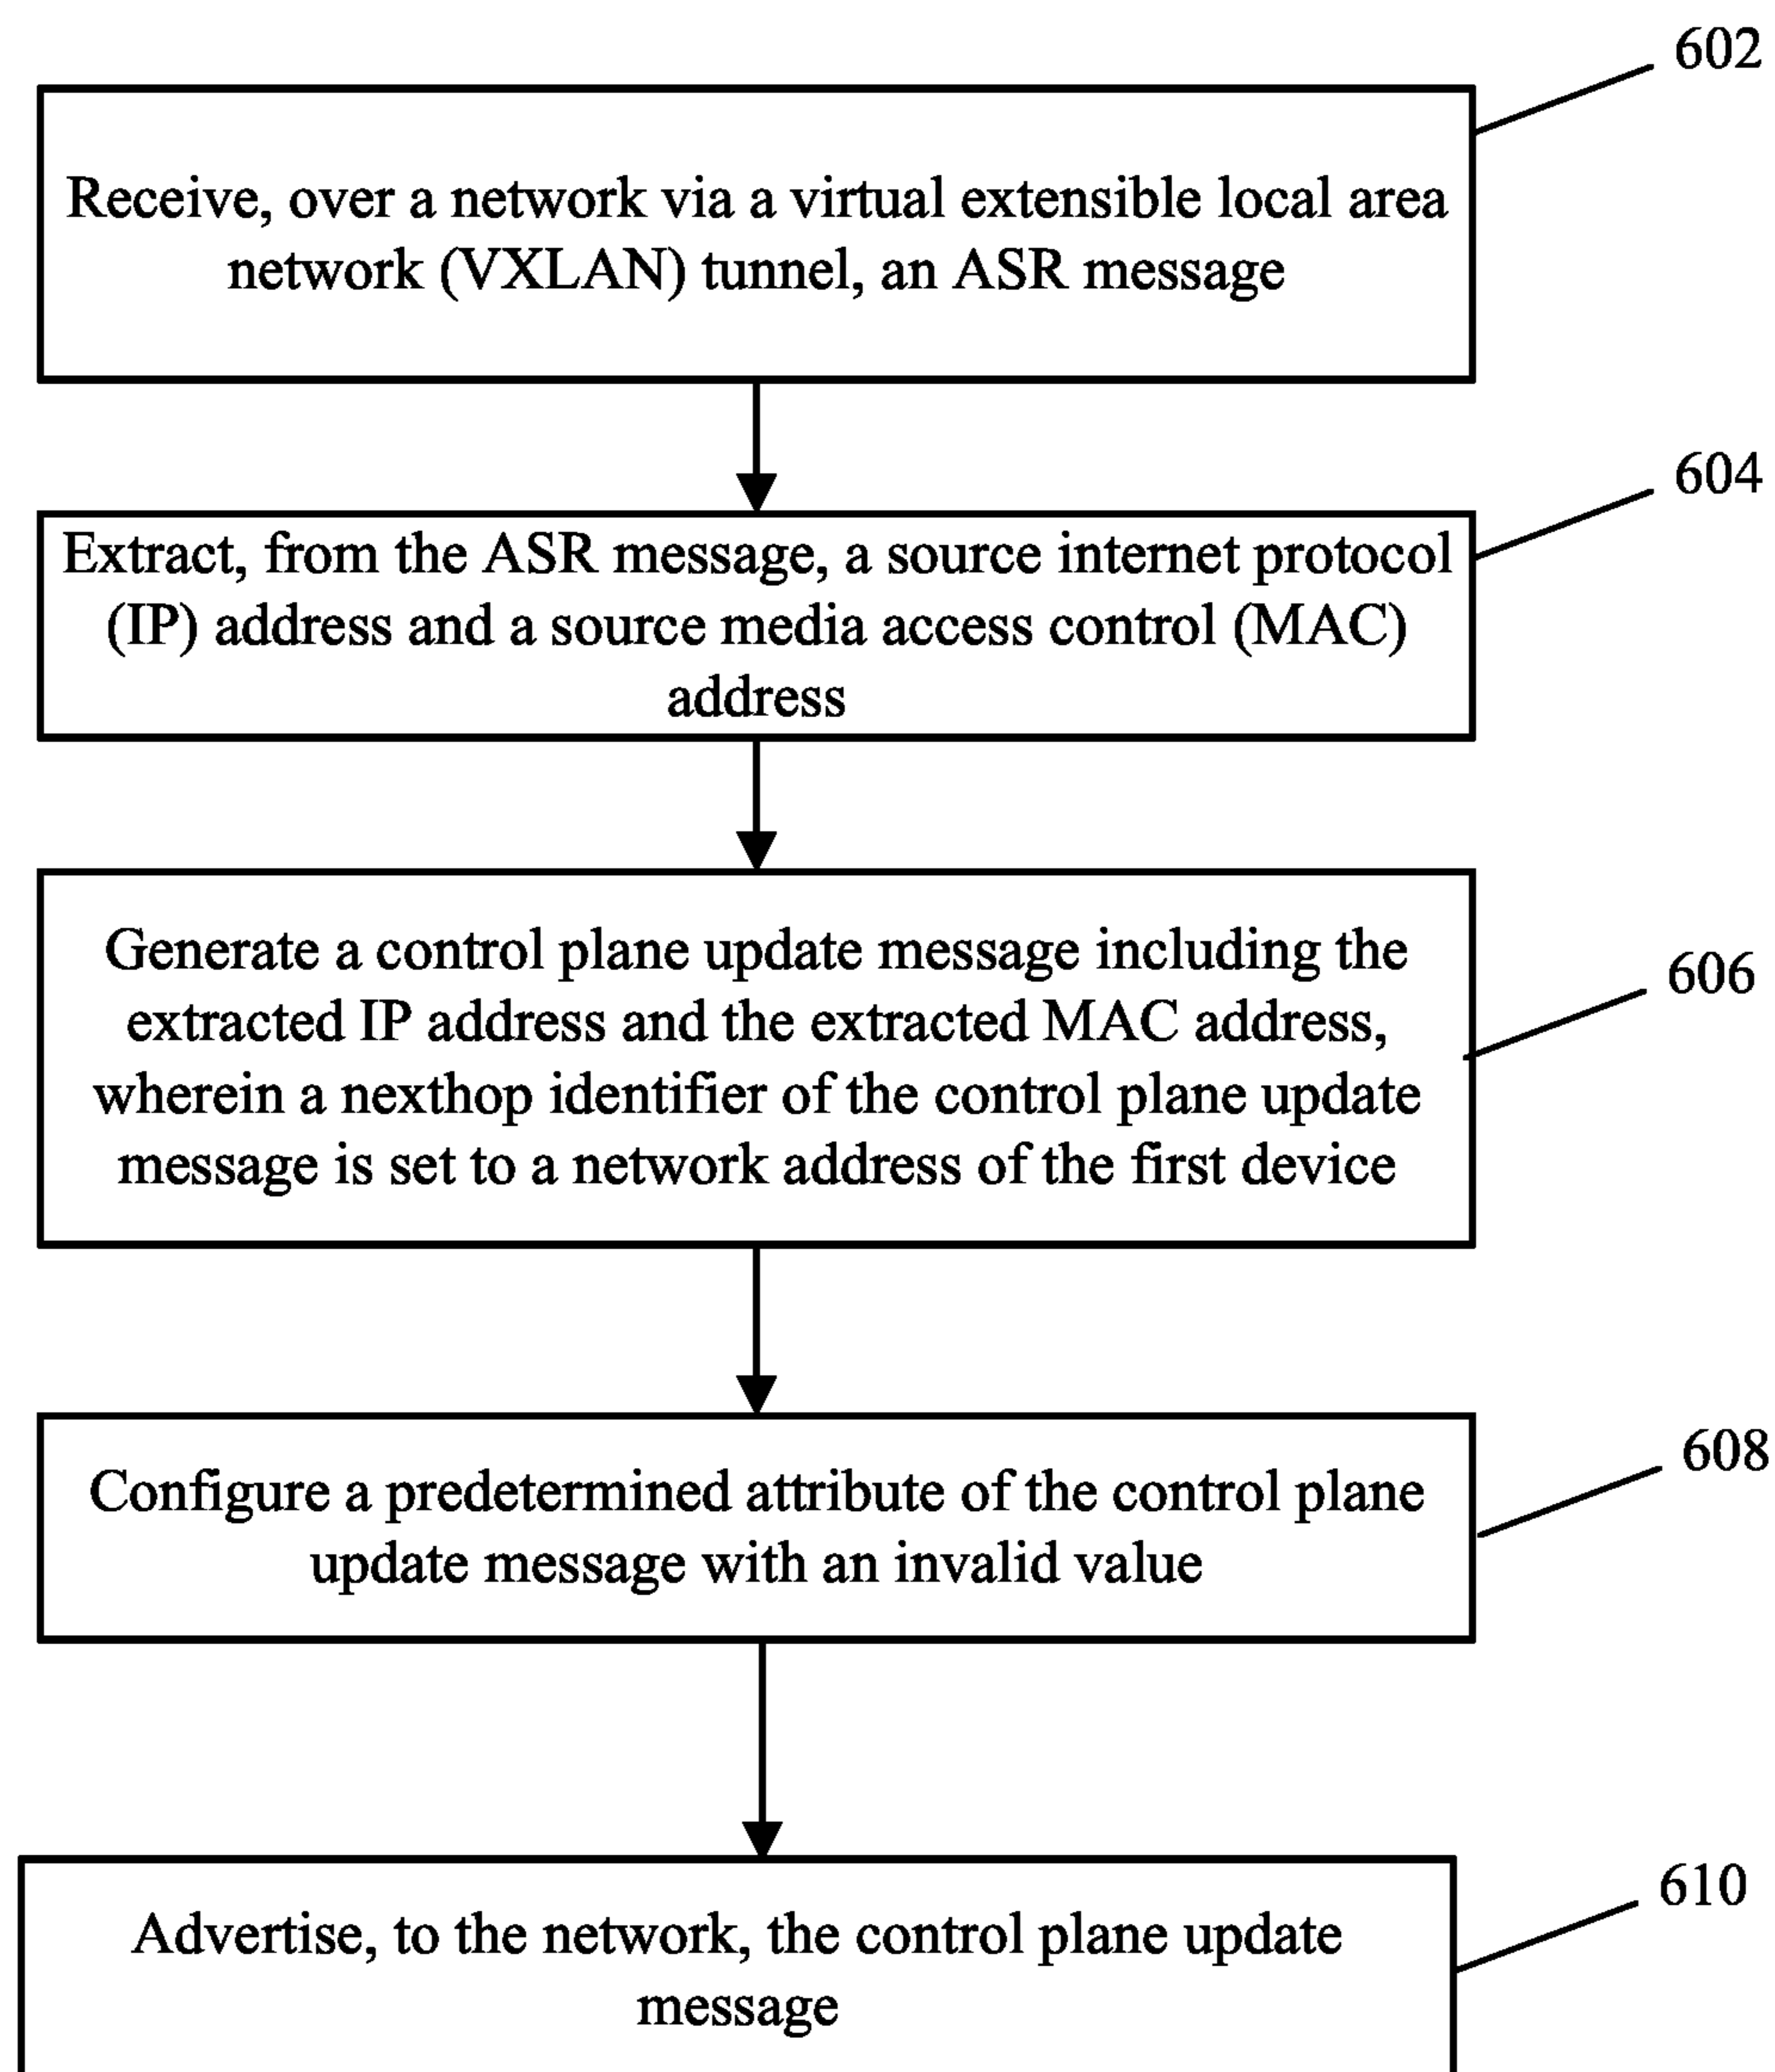 602
Receive, over a network via a virtual extensible local area
network (VXLAN) tunnel, an ASR message
604
Extract, from the ASR message, a source internet protocol
(IP) address and a source media access control (MAC)
address
606
Generate a control plane update message including the
extracted IP address and the extracted MAC address,
wherein a nexthop identifier of the control plane update
message is set to a network address of the first device
608
Configure a predetermined attribute of the control plane
update message with an invalid value
610
Advertise, to the network, the control plane update
message